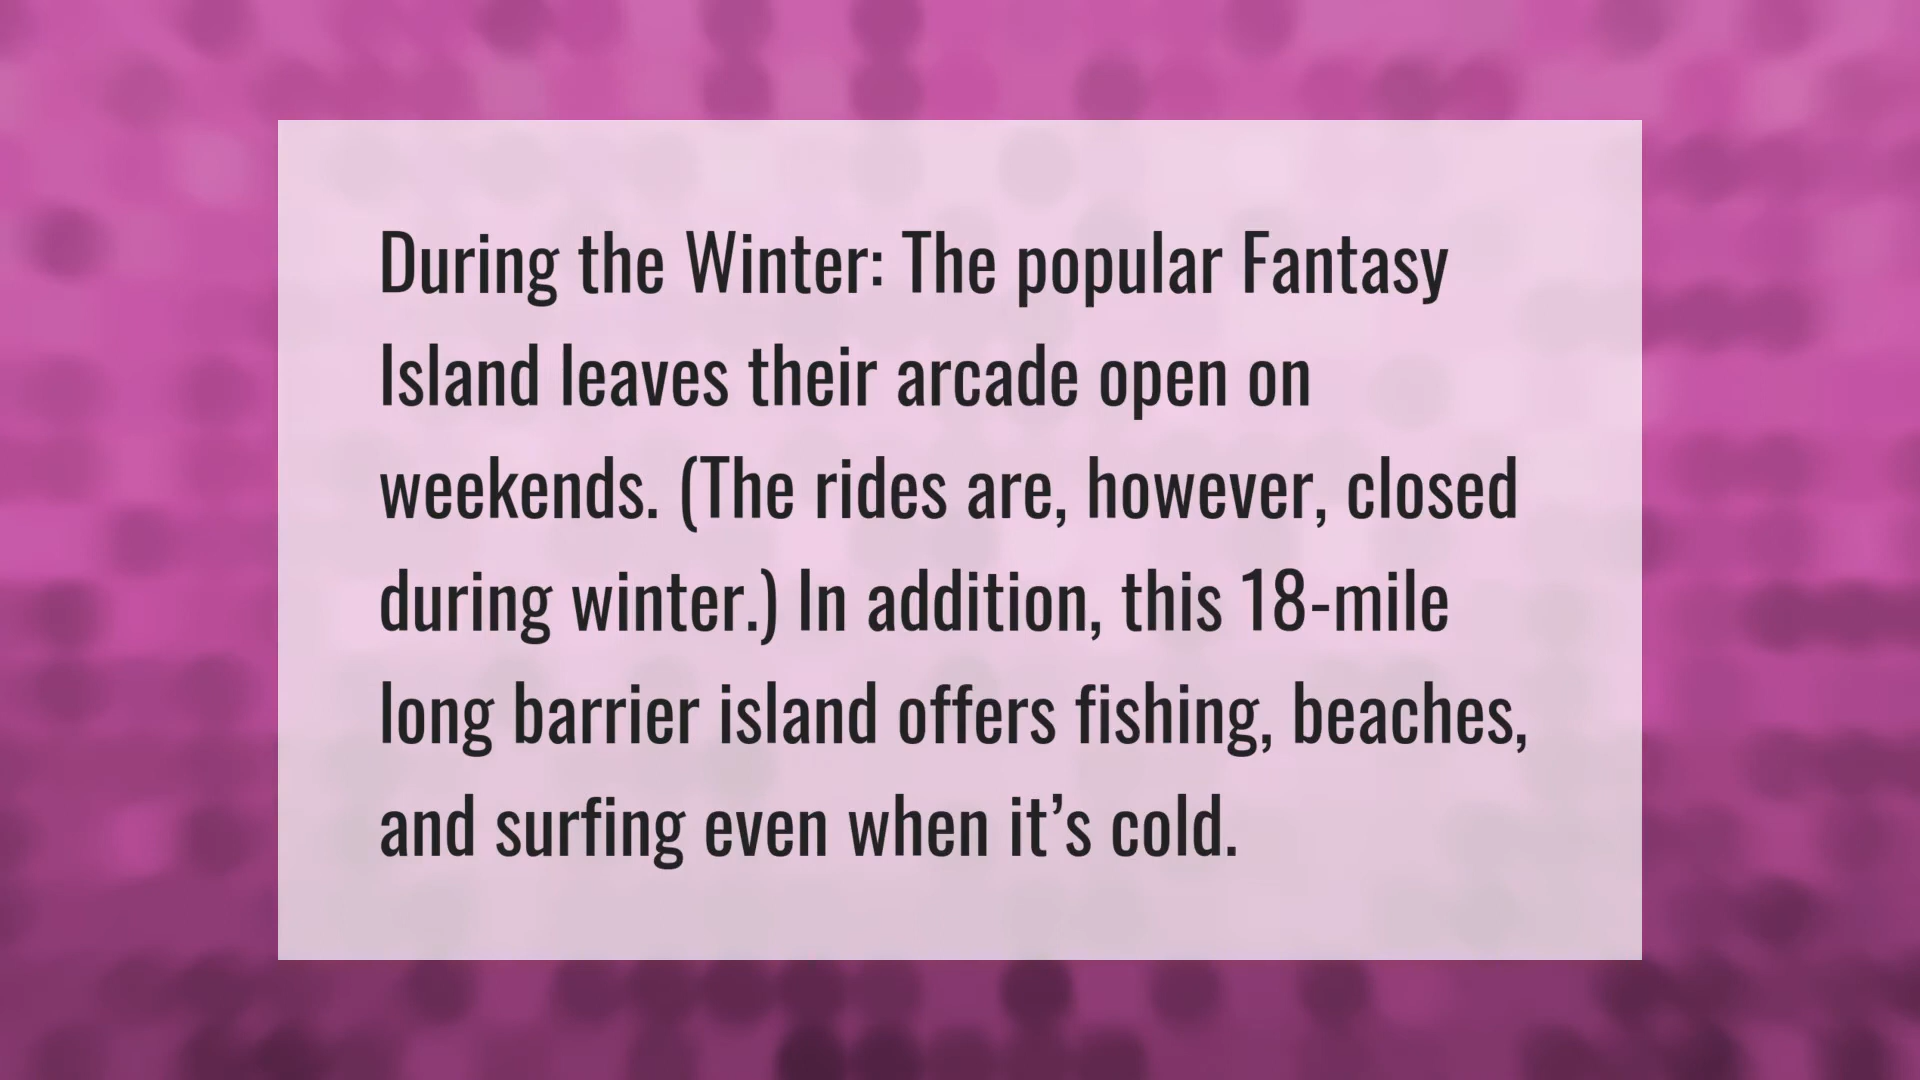 During the Winter: The popular Fantasy
Island leaves their arcade open on
weekends. (The rides are, however, closed
during winter.) In addition, this 18-mile
long barrier island offers fishing, beaches,
and surfing even when it’s cold.